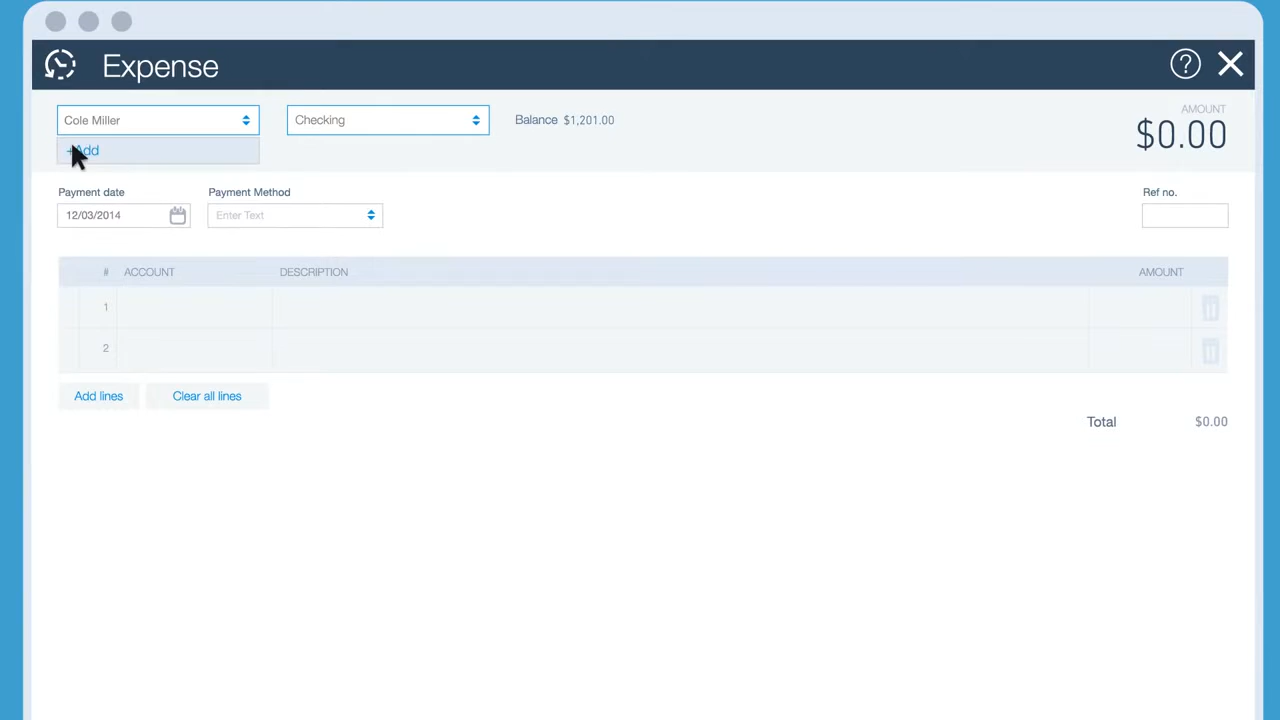 Expense
?
Cole Miller
Checking
Balance $1,201.00
AMOUNT
$0.00
+Add
Payment date
Payment Method
Ref no.
12/03/2014
Enter Text
# ACCOUNT DESCRIPTION AMOUNT
1
2
Add lines
Clear all lines
Total $0.00